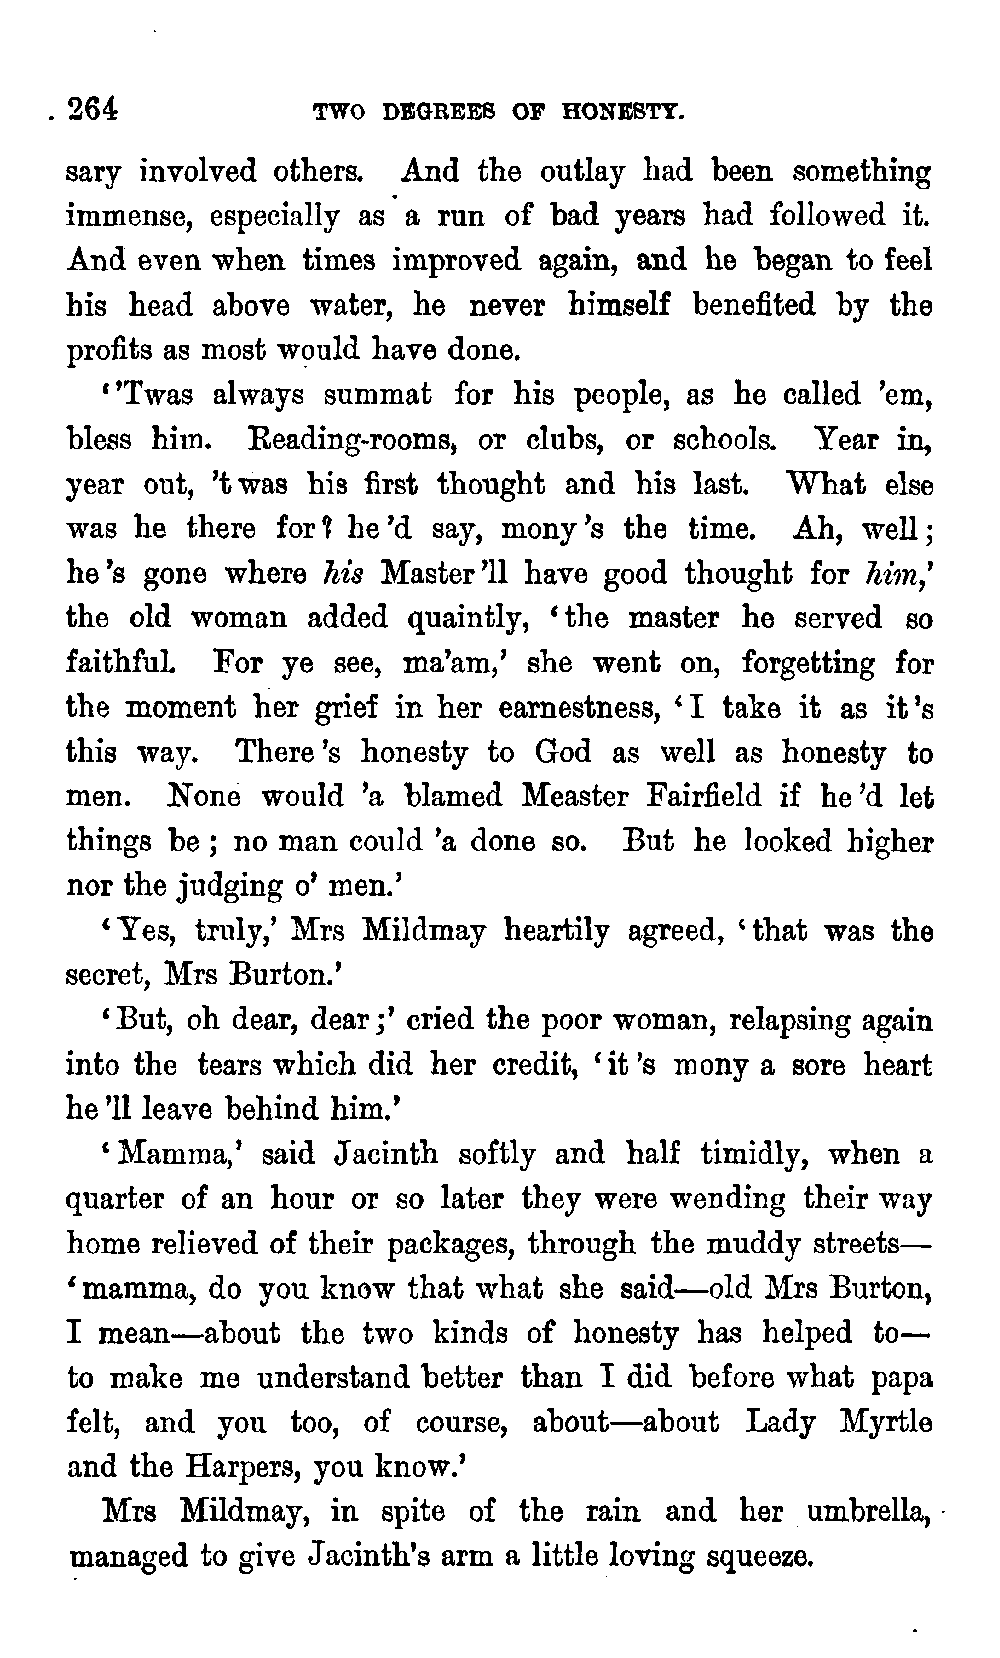 264 TWO DEGREES OF HONESTY.
sary involved others. And the outlay had been something
immense, especially as a run of bad years had followed it.
And even when times improved again, and he began to feel
his head above water, he never himself benefited by the
profits as most would have done.
‘’Twas always summat for his people, as he called ’em,
bless him. Reading-rooms, or clubs, or schools. Year in,
year out, ’twas his first thought and his last. What else
was he there for? he’d say, mony’s the time. Ah, well;
he’s gone where his Master’ll have good thought for him,’
the old woman added quaintly, ‘the master he served so
faithful. For ye see, ma’am,’ she went on, forgetting for
the moment her grief in her earnestness, ‘I take it as it’s
this way. There’s honesty to God as well as honesty to
men. None would ’a blamed Measter Fairfield if he’d let
things be; no man could ’a done so. But he looked higher
nor the judging o’ men.’
‘Yes, truly,’ Mrs Mildmay heartily agreed, ‘that was the
secret, Mrs Burton.’
‘But, oh dear, dear;’ cried the poor woman, relapsing again
into the tears which did her credit, ‘it’s mony a sore heart
he’ll leave behind him.’
‘Mamma,’ said Jacinth softly and half timidly, when a
quarter of an hour or so later they were wending their way
home relieved of their packages, through the muddy streets—
‘mamma, do you know that what she said—old Mrs Burton,
I mean—about the two kinds of honesty has helped to—
to make me understand better than I did before what papa
felt, and you too, of course, about—about Lady Myrtle
and the Harpers, you know.’
Mrs Mildmay, in spite of the rain and her umbrella,
managed to give Jacinth’s arm a little loving squeeze.